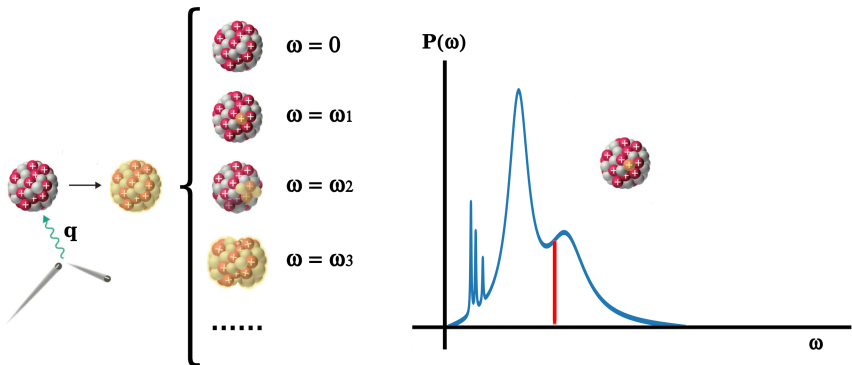 q
ω = 0
ω = ω₁
ω = ω₂
ω = ω₃
......
P(ω)
ω